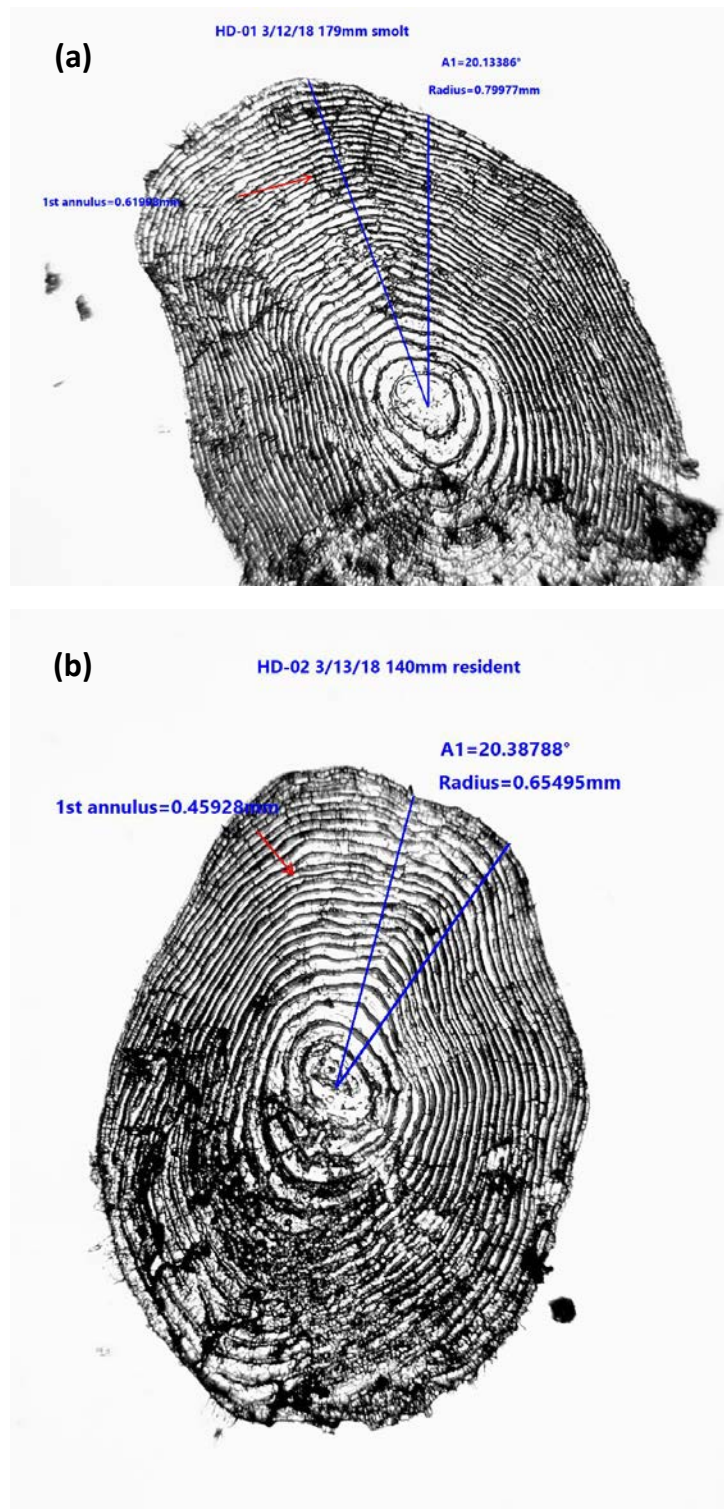 (a)
HD-01 3/12/18 179mm smolt
A1=20.13386°
Radius=0.79977mm
1st annulus=0.61998mm
(b)
HD-02 3/13/18 140mm resident
A1=20.38788°
Radius=0.65495mm
1st annulus=0.45928mm